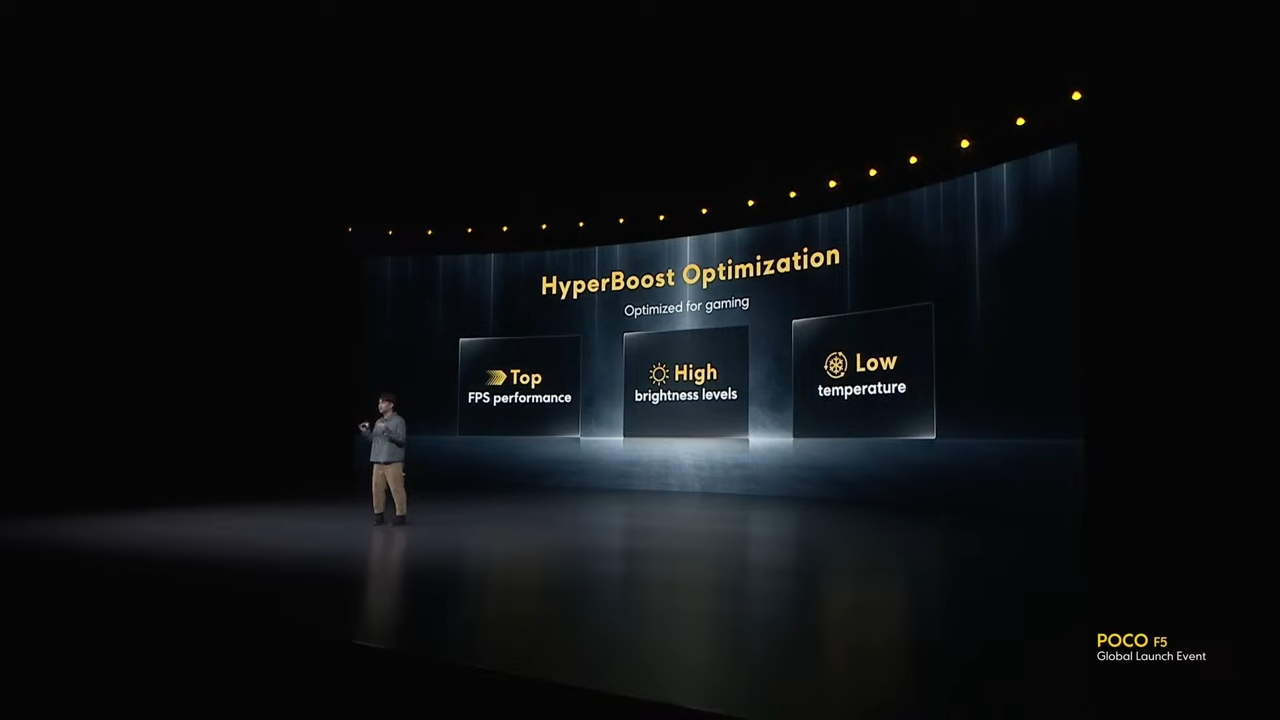 HyperBoost Optimization
Optimized for gaming
Top
FPS performance
High
brightness levels
Low
temperature
POCO F5
Global Launch Event